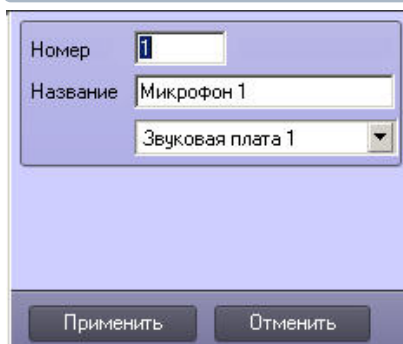 Номер 1
Название Микрофон 1
Звуковая плата 1
Применить Отменить